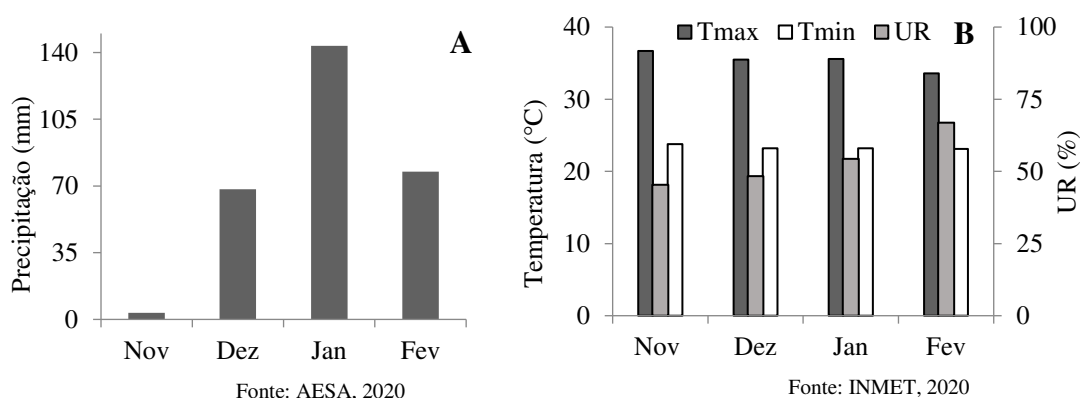 A
Precipitação (mm)
140
105
70
35
0
Nov Dez Jan Fev
Fonte: AESA, 2020
Tmax Tmin UR
B
Temperatura (°C)
40
30
20
10
0
100
75
50
25
0
UR (%)
Nov Dez Jan Fev
Fonte: INMET, 2020